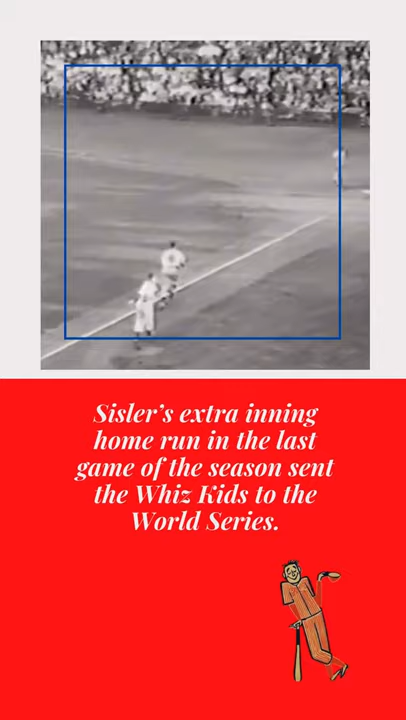 Sisler’s extra inning
home run in the last
game of the season sent
the Whiz Kids to the
World Series.